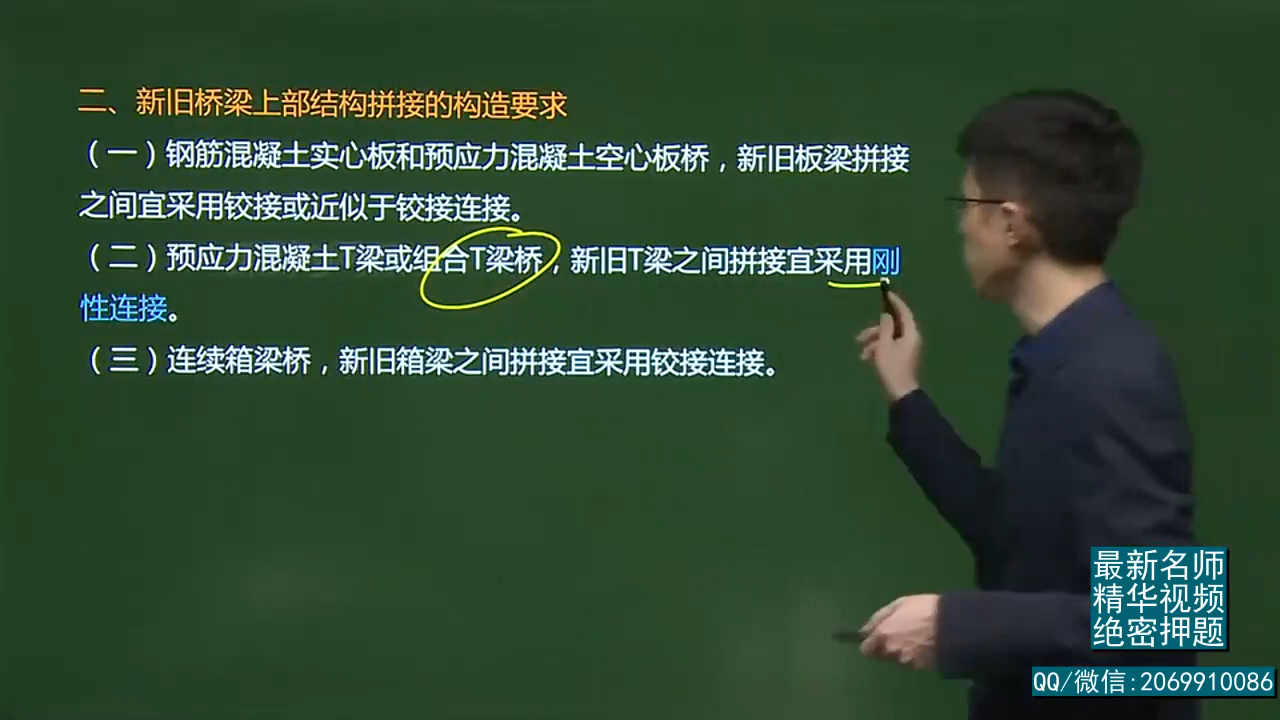 二、新旧桥梁上部结构拼接的构造要求
（一）钢筋混凝土实心板和预应力混凝土空心板桥，新旧板梁拼接
之间宜采用铰接或近似于铰接连接。
（二）预应力混凝土T梁或组合T梁桥，新旧T梁之间拼接宜采用刚
性连接。
（三）连续箱梁桥，新旧箱梁之间拼接宜采用铰接连接。
最新名师
精华视频
绝密押题
QQ/微信:2069910086